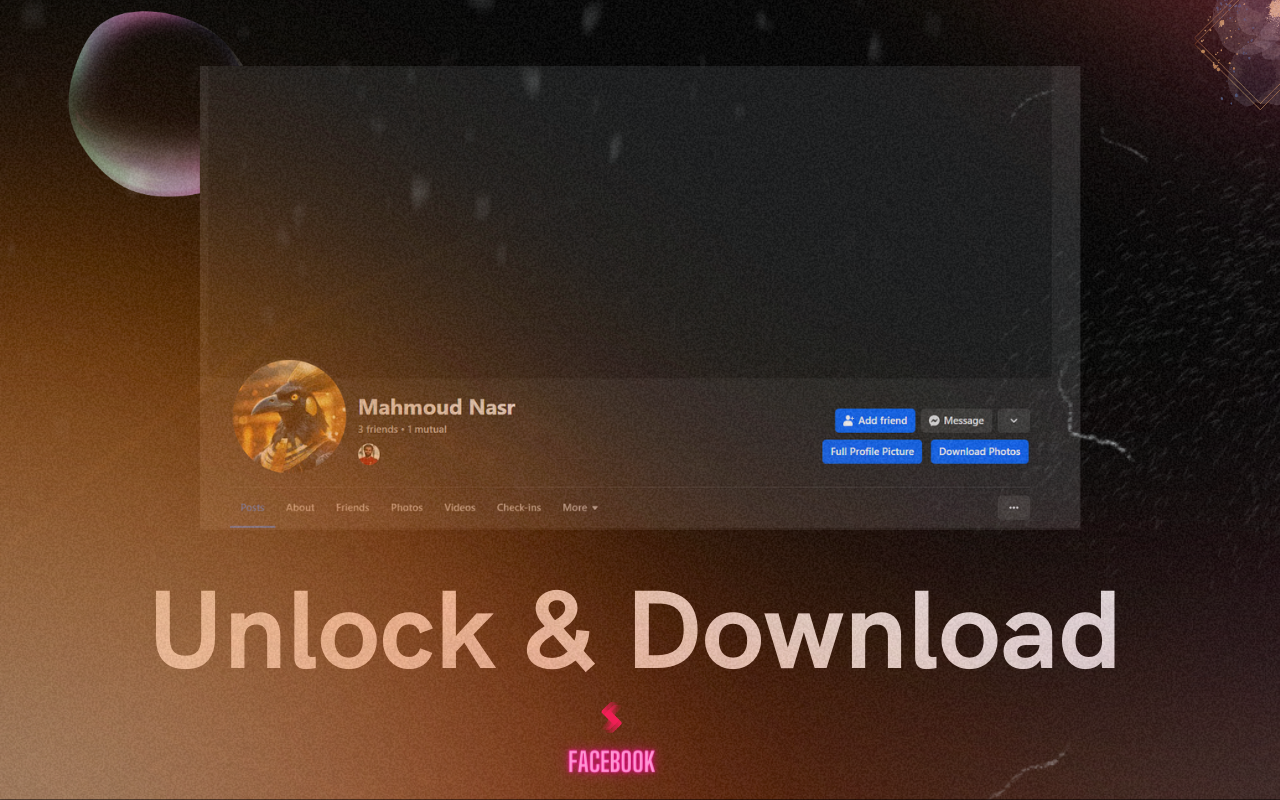 Mahmoud Nasr
3 friends • 1 mutual
Add friend
Message
Full Profile Picture
Download Photos
Posts
About
Friends
Photos
Videos
Check-ins
More
Unlock & Download
FACEBOOK